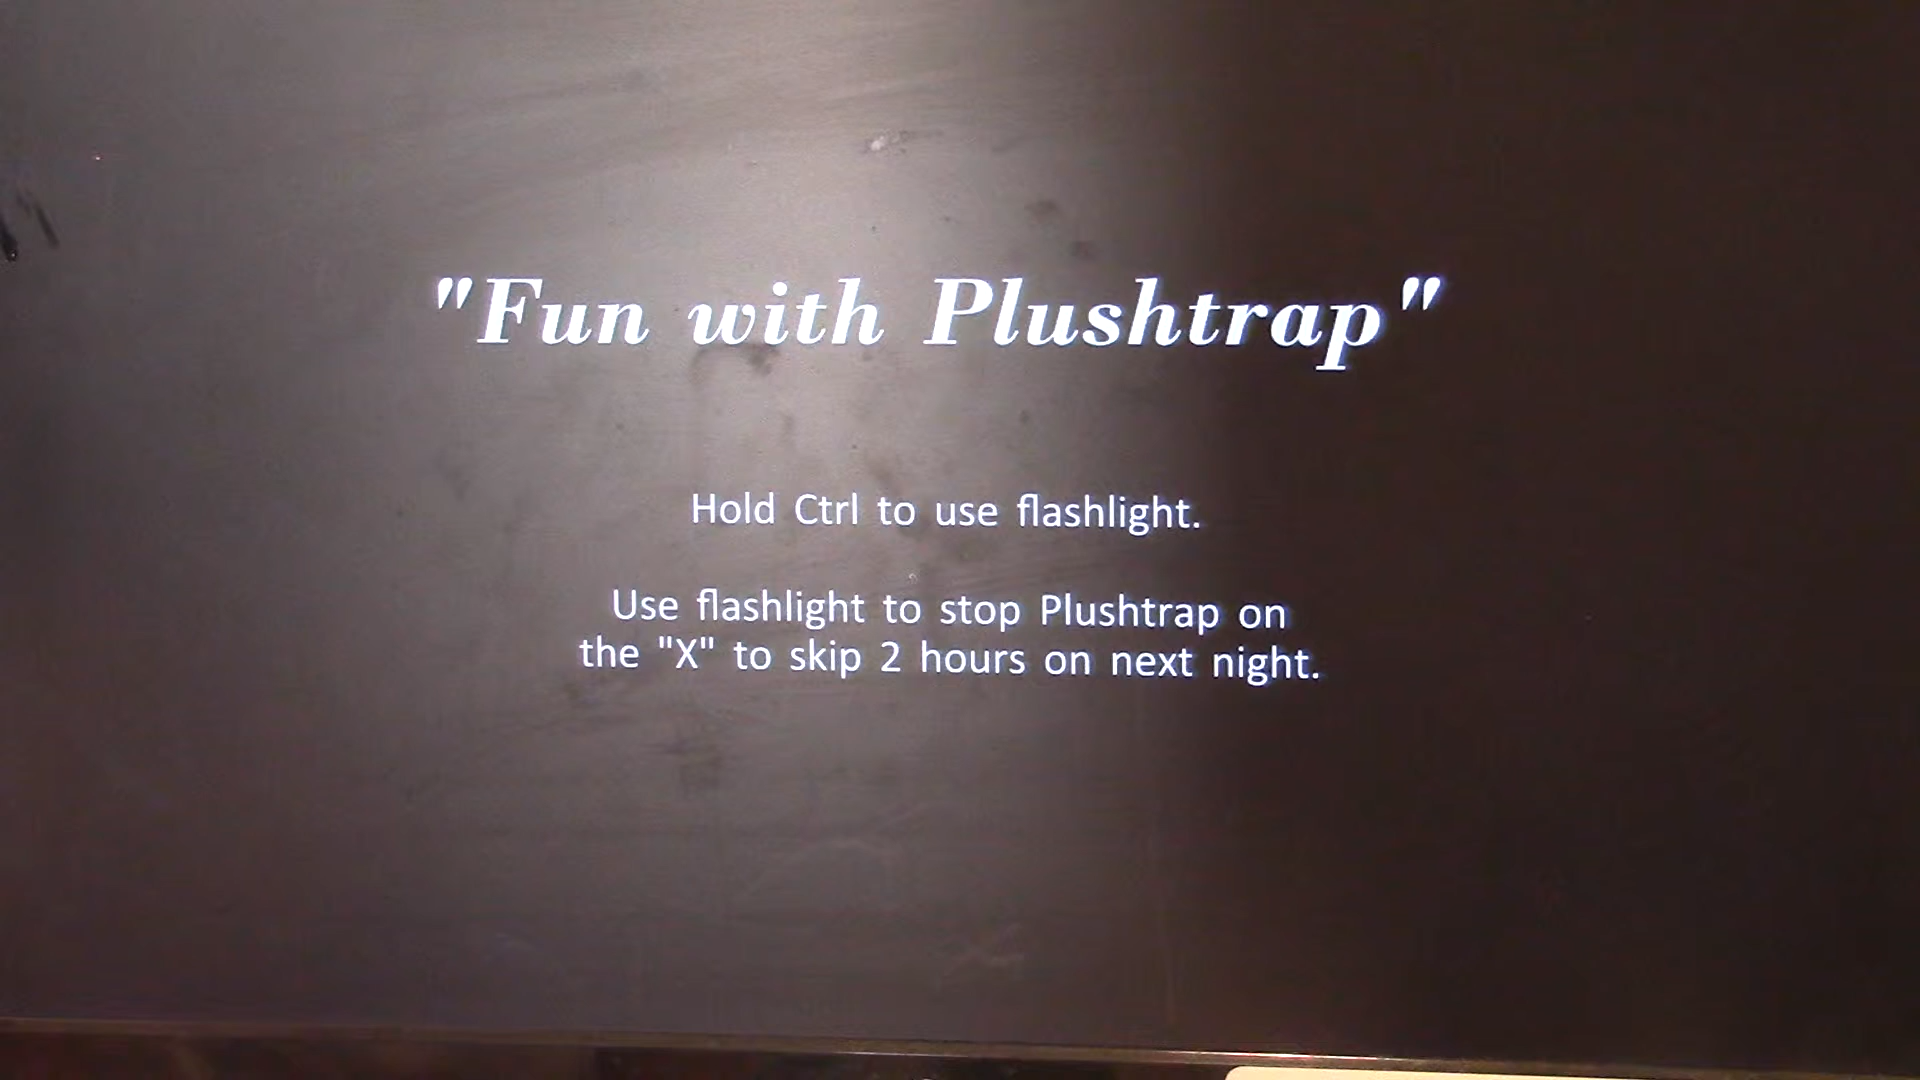 "Fun with Plushtrap"
Hold Ctrl to use flashlight.
Use flashlight to stop Plushtrap on
the "X" to skip 2 hours on next night.